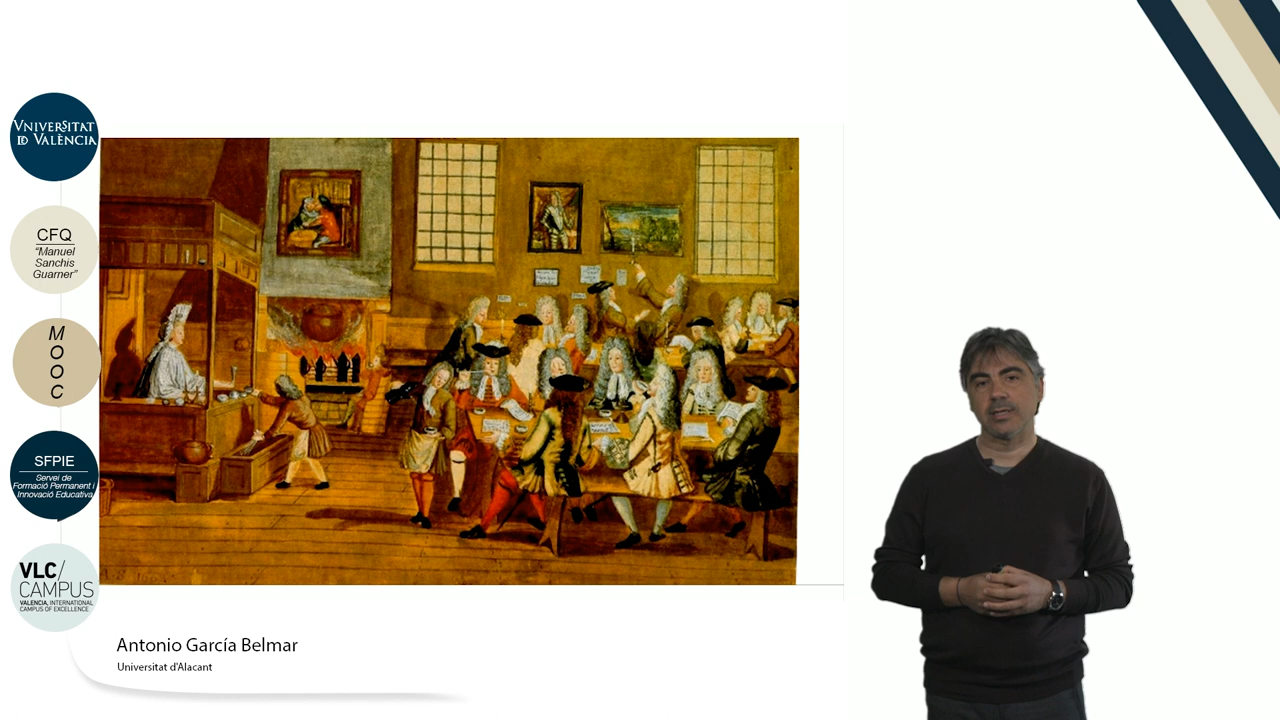 VNIVERSITAT
ID VALÈNCIA
CFQ
“Manuel
Sanchis
Guarner”
M
O
O
C
SFPIE
Servei de
Formació Permanent i
Innovació Educativa
VLC/
CAMPUS
VALENCIA, INTERNATIONAL
CAMPUS OF EXCELLENCE
Antonio García Belmar
Universitat d'Alacant